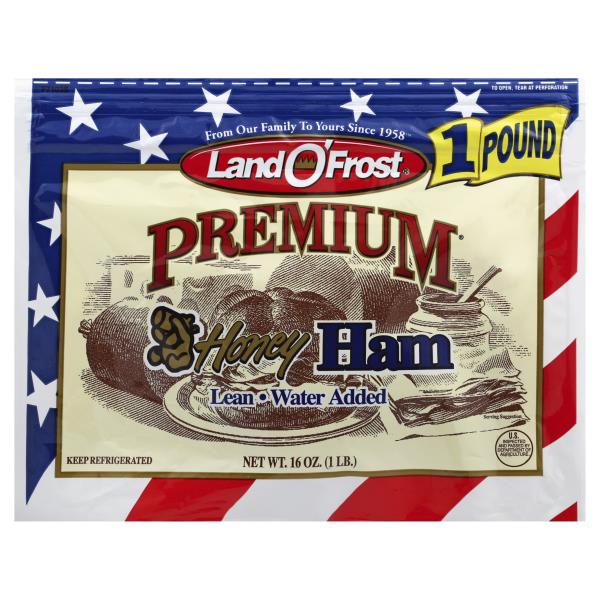 TO OPEN, TEAR AT PERFORATION
From Our Family To Yours Since 1958™
Land O'Frost®
1 POUND
PREMIUM®
Honey Ham
Lean • Water Added
Serving Suggestion
U.S.
INSPECTED
AND PASSED BY
DEPARTMENT OF
AGRICULTURE
KEEP REFRIGERATED
NET WT. 16 OZ. (1 LB.)